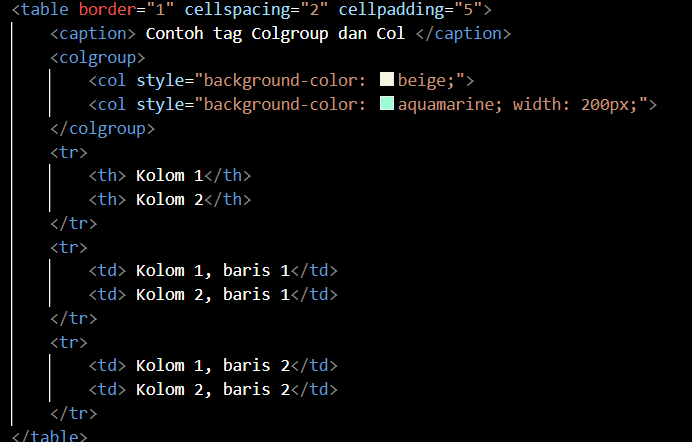 <table border="1" cellspacing="2" cellpadding="5">
    <caption> Contoh tag Colgroup dan Col </caption>
    <colgroup>
        <col style="background-color: beige;">
        <col style="background-color: aquamarine; width: 200px;">
    </colgroup>
    <tr>
        <th> Kolom 1</th>
        <th> Kolom 2</th>
    </tr>
    <tr>
        <td> Kolom 1, baris 1</td>
        <td> Kolom 2, baris 1</td>
    </tr>
    <tr>
        <td> Kolom 1, baris 2</td>
        <td> Kolom 2, baris 2</td>
    </tr>
</table>